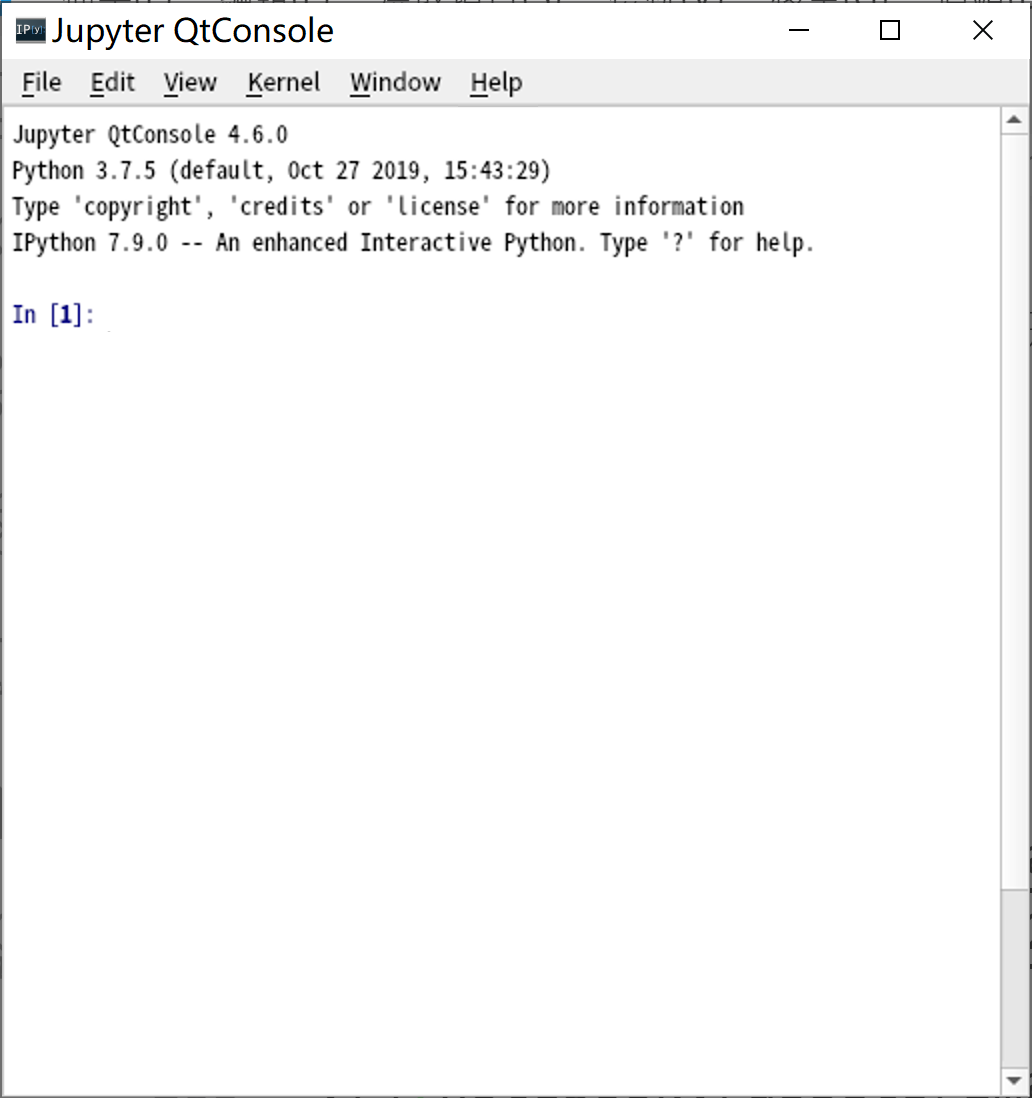 IP[y]:
Jupyter QtConsole
File Edit View Kernel Window Help
Jupyter QtConsole 4.6.0
Python 3.7.5 (default, Oct 27 2019, 15:43:29)
Type 'copyright', 'credits' or 'license' for more information
IPython 7.9.0 -- An enhanced Interactive Python. Type '?' for help.
In [1]: